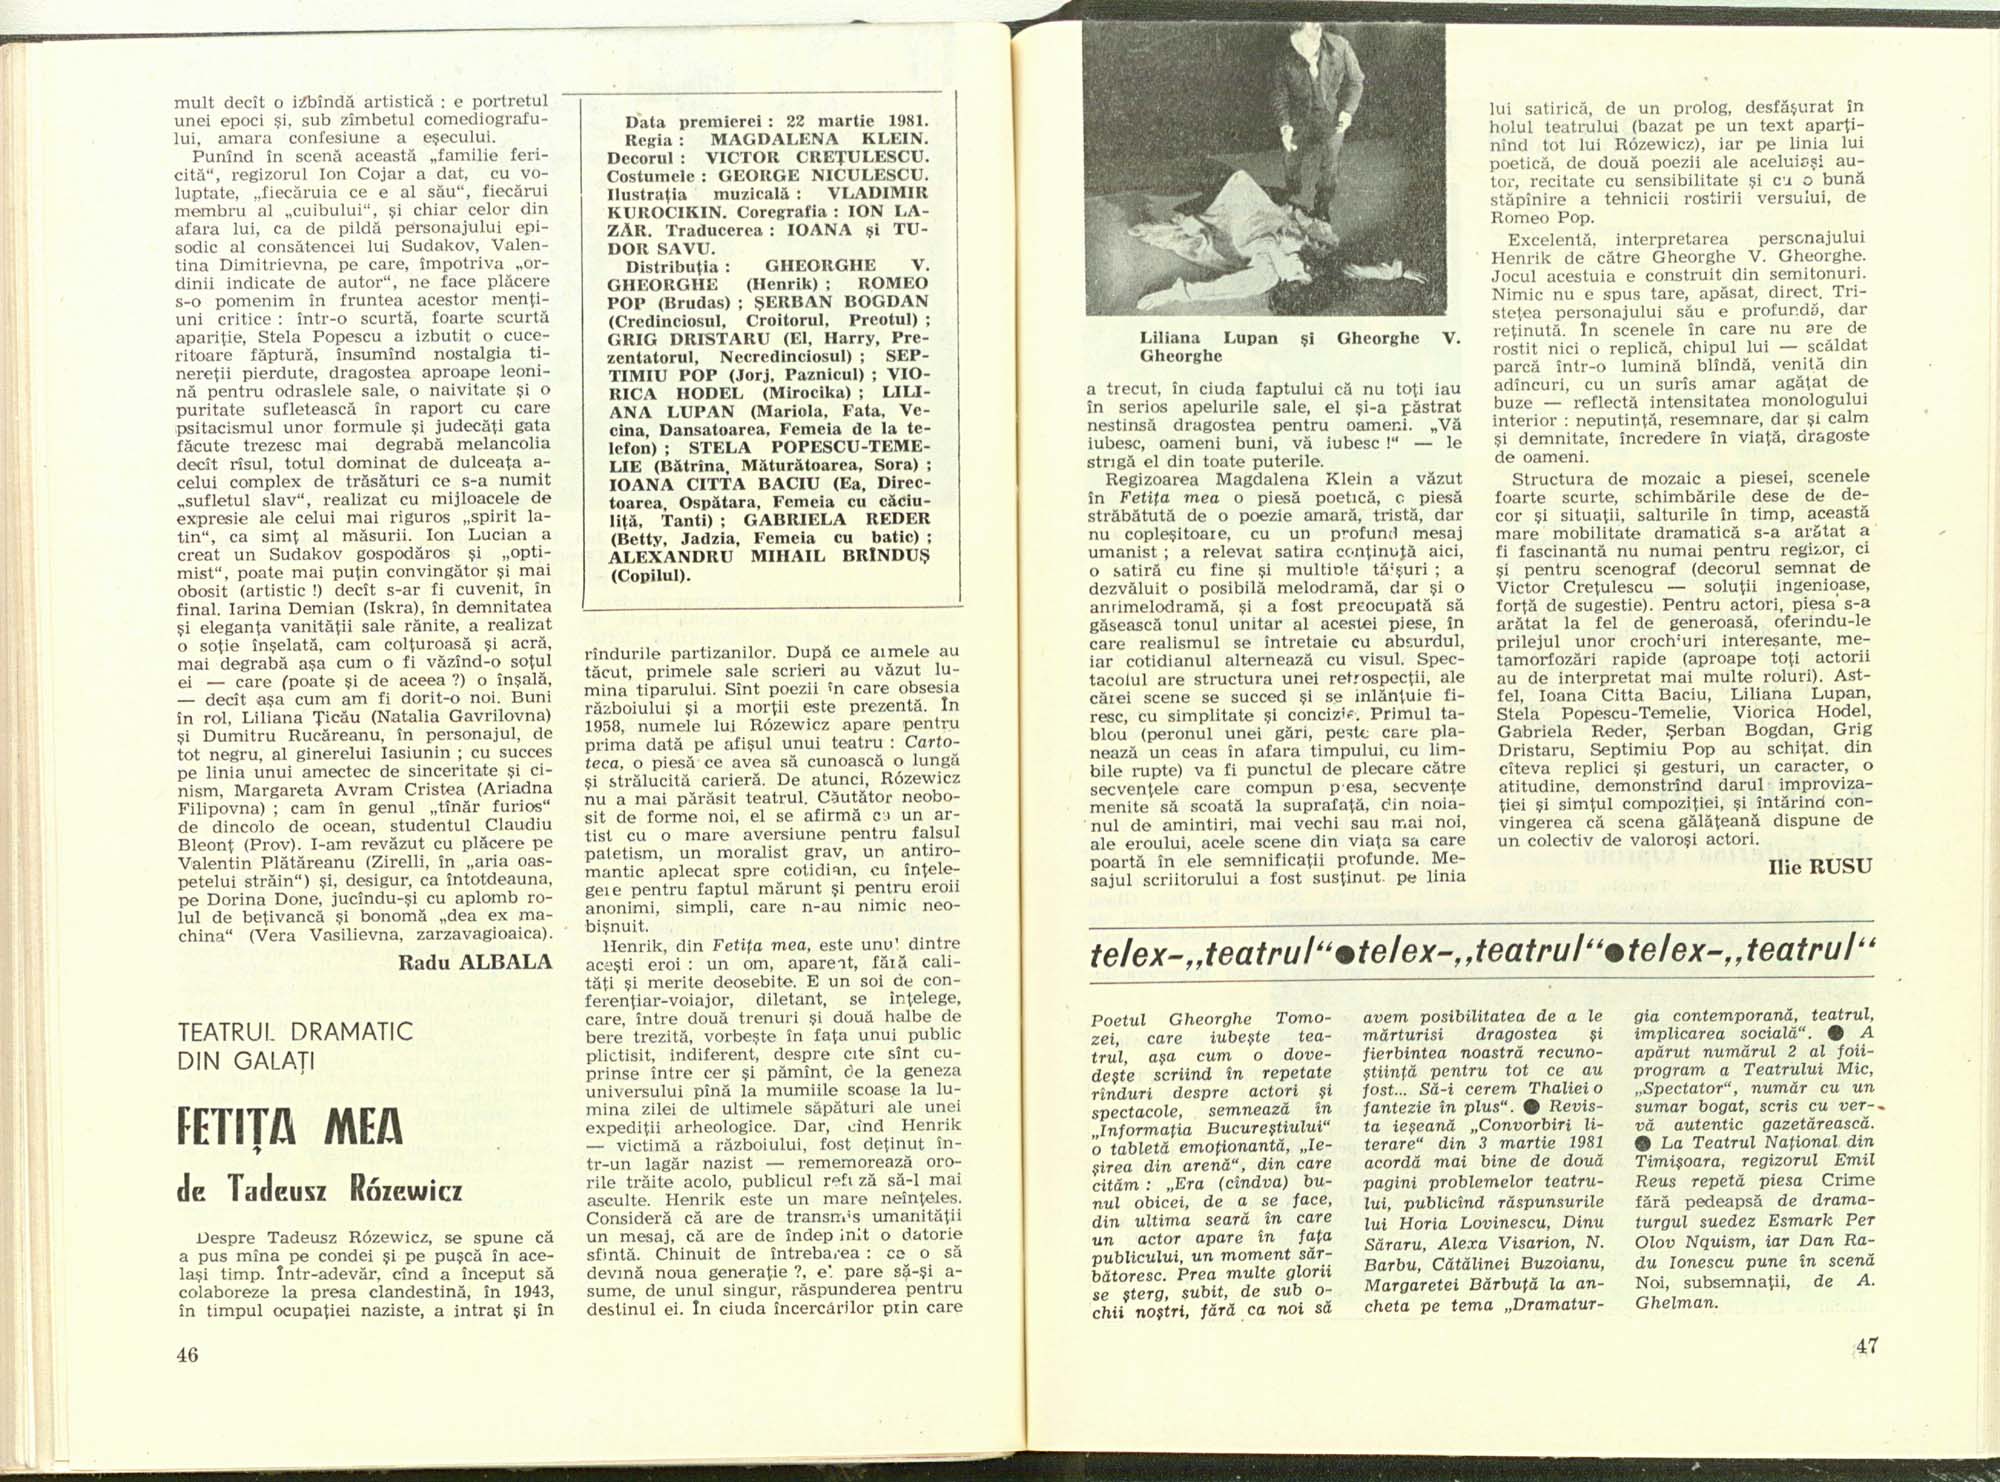 mult decît o izbîndă artistică : e portretul
unei epoci și, sub zîmbetul comediografu-
lui, amara confesiune a eșecului.
Punînd în scenă această „familie feri-
cită“, regizorul Ion Cojar a dat, cu vo-
luptate, „fiecăruia ce e al său“, fiecărui
membru al „cuibului“, și chiar celor din
afara lui, ca de pildă personajului epi-
sodic al consătencei lui Sudakov, Valen-
tina Dimitrievna, pe care, împotriva „or-
dinii indicate de autor“, ne face plăcere
s-o pomenim în fruntea acestor menți-
uni critice : într-o scurtă, foarte scurtă
apariție, Stela Popescu a izbutit o cuce-
ritoare făptură, însumînd nostalgia ti-
nereții pierdute, dragostea aproape leoni-
nă pentru odraslele sale, o naivitate și o
puritate sufletească în raport cu care
psitacismul unor formule și judecăți gata
făcute trezesc mai degrabă melancolia
decît rîsul, totul dominat de dulceața a-
celui complex de trăsături ce s-a numit
„sufletul slav“, realizat cu mijloacele de
expresie ale celui mai riguros „spirit la-
tin“, ca simț al măsurii. Ion Lucian a
creat un Sudakov gospodăros și „opti-
mist“, poate mai puțin convingător și mai
obosit (artistic !) decît s-ar fi cuvenit, în
final. Iarina Demian (Iskra), în demnitatea
și eleganța vanității sale rănite, a realizat
o soție înșelată, cam colțuroasă și acră,
mai degrabă așa cum o fi văzînd-o soțul
ei — care (poate și de aceea ?) o înșală,
— decît așa cum am fi dorit-o noi. Buni
în rol, Liliana Țicău (Natalia Gavrilovna)
și Dumitru Rucăreanu, în personajul, de
tot negru, al ginerelui Iasiunin ; cu succes
pe linia unui amectec de sinceritate și ci-
nism, Margareta Avram Cristea (Ariadna
Filipovna) ; cam în genul „tînăr furios“
de dincolo de ocean, studentul Claudiu
Bleonț (Prov). I-am revăzut cu plăcere pe
Valentin Plătăreanu (Zirelli, în „aria oas-
petelui străin“) și, desigur, ca întotdeauna,
pe Dorina Done, jucîndu-și cu aplomb ro-
lul de bețivancă și bonomă „dea ex ma-
china“ (Vera Vasilievna, zarzavagioaica).
Radu ALBALA
TEATRUL DRAMATIC
DIN GALAȚI
FETIȚA MEA
de Tadeusz Rózewicz
Despre Tadeusz Rózewicz, se spune că
a pus mîna pe condei și pe pușcă în ace-
lași timp. Într-adevăr, cînd a început să
colaboreze la presa clandestină, în 1943,
în timpul ocupației naziste, a intrat și în
Data premierei : 22 martie 1981.
Regia : MAGDALENA KLEIN.
Decorul : VICTOR CREȚULESCU.
Costumele : GEORGE NICULESCU.
Ilustrația muzicală : VLADIMIR
KUROCIKIN. Coregrafia : ION LA-
ZĂR. Traducerea : IOANA și TU-
DOR SAVU.
Distribuția : GHEORGHE V.
GHEORGHE (Henrik) ; ROMEO
POP (Brudas) ; ȘERBAN BOGDAN
(Credinciosul, Croitorul, Preotul) ;
GRIG DRISTARU (El, Harry, Pre-
zentatorul, Necredinciosul) ; SEP-
TIMIU POP (Jorj, Paznicul) ; VIO-
RICA HODEL (Mirocika) ; LILI-
ANA LUPAN (Mariola, Fata, Ve-
cina, Dansatoarea, Femeia de la te-
lefon) ; STELA POPESCU-TEME-
LIE (Bătrîna, Măturătoarea, Sora) ;
IOANA CITTA BACIU (Ea, Direc-
toarea, Ospătara, Femeia cu căciu-
liță, Tanti) ; GABRIELA REDER
(Betty, Jadzia, Femeia cu batic) ;
ALEXANDRU MIHAIL BRÎNDUȘ
(Copilul).
rîndurile partizanilor. După ce armele au
tăcut, primele sale scrieri au văzut lu-
mina tiparului. Sînt poezii în care obsesia
războiului și a morții este prezentă. În
1958, numele lui Rózewicz apare pentru
prima dată pe afișul unui teatru : Carto-
teca, o piesă ce avea să cunoască o lungă
și strălucită carieră. De atunci, Rózewicz
nu a mai părăsit teatrul. Căutător neobo-
sit de forme noi, el se afirmă ca un ar-
tist cu o mare aversiune pentru falsul
patetism, un moralist grav, un antiro-
mantic aplecat spre cotidian, cu înțele-
gere pentru faptul mărunt și pentru eroii
anonimi, simpli, care n-au nimic neo-
bișnuit.
Henrik, din Fetița mea, este unul dintre
acești eroi : un om, aparent, fără cali-
tăți și merite deosebite. E un soi de con-
ferențiar-voiajor, diletant, se înțelege,
care, între două trenuri și două halbe de
bere trezită, vorbește în fața unui public
plictisit, indiferent, despre cîte sînt cu-
prinse între cer și pămînt, de la geneza
universului pînă la mumiile scoase la lu-
mina zilei de ultimele săpături ale unei
expediții arheologice. Dar, cînd Henrik
— victimă a războiului, fost deținut în-
tr-un lagăr nazist — rememorează oro-
rile trăite acolo, publicul refuză să-l mai
asculte. Henrik este un mare neînțeles.
Consideră că are de transmis umanității
un mesaj, că are de îndeplinit o datorie
sfîntă. Chinuit de întrebarea : ce o să
devină noua generație ?, el pare să-și a-
sume, de unul singur, răspunderea pentru
destinul ei. În ciuda încercărilor prin care
46
Liliana Lupan și Gheorghe V.
Gheorghe
a trecut, în ciuda faptului că nu toți iau
în serios apelurile sale, el și-a păstrat
nestinsă dragostea pentru oameni. „Vă
iubesc, oameni buni, vă iubesc !“ — le
strigă el din toate puterile.
Regizoarea Magdalena Klein a văzut
în Fetița mea o piesă poetică, o piesă
străbătută de o poezie amară, tristă, dar
nu copleșitoare, cu un profund mesaj
umanist ; a relevat satira conținută aici,
o satiră cu fine și multiple tăișuri ; a
dezvăluit o posibilă melodramă, dar și o
antimelodramă, și a fost preocupată să
găsească tonul unitar al acestei piese, în
care realismul se întretaie cu absurdul,
iar cotidianul alternează cu visul. Spec-
tacolul are structura unei retrospecții, ale
cărei scene se succed și se înlănțuie fi-
resc, cu simplitate și concizie. Primul ta-
blou (peronul unei gări, peste care pla-
nează un ceas în afara timpului, cu lim-
bile rupte) va fi punctul de plecare către
secvențele care compun piesa, secvențe
menite să scoată la suprafață, din noia-
nul de amintiri, mai vechi sau mai noi,
ale eroului, acele scene din viața sa care
poartă în ele semnificații profunde. Me-
sajul scriitorului a fost susținut pe linia
lui satirică, de un prolog, desfășurat în
holul teatrului (bazat pe un text aparți-
nînd tot lui Rózewicz), iar pe linia lui
poetică, de două poezii ale aceluiași au-
tor, recitate cu sensibilitate și cu o bună
stăpînire a tehnicii rostirii versului, de
Romeo Pop.
Excelentă, interpretarea personajului
Henrik de către Gheorghe V. Gheorghe.
Jocul acestuia e construit din semitonuri.
Nimic nu e spus tare, apăsat, direct. Tri-
stețea personajului său e profundă, dar
reținută. În scenele în care nu are de
rostit nici o replică, chipul lui — scăldat
parcă într-o lumină blîndă, venită din
adîncuri, cu un surîs amar agățat de
buze — reflectă intensitatea monologului
interior : neputință, resemnare, dar și calm
și demnitate, încredere în viață, dragoste
de oameni.
Structura de mozaic a piesei, scenele
foarte scurte, schimbările dese de de-
cor și situații, salturile în timp, această
mare mobilitate dramatică s-a arătat a
fi fascinantă nu numai pentru regizor, ci
și pentru scenograf (decorul semnat de
Victor Crețulescu — soluții ingenioase,
forță de sugestie). Pentru actori, piesa s-a
arătat la fel de generoasă, oferindu-le
prilejul unor crochiuri interesante, me-
tamorfozări rapide (aproape toți actorii
au de interpretat mai multe roluri). Ast-
fel, Ioana Citta Baciu, Liliana Lupan,
Stela Popescu-Temelie, Viorica Hodel,
Gabriela Reder, Șerban Bogdan, Grig
Dristaru, Septimiu Pop au schițat, din
cîteva replici și gesturi, un caracter, o
atitudine, demonstrînd darul improviza-
ției și simțul compoziției, și întărind con-
vingerea că scena gălățeană dispune de
un colectiv de valoroși actori.
Ilie RUSU
telex-„teatrul“●telex-„teatrul“●telex-„teatrul“
Poetul Gheorghe Tomo-
zei, care iubește tea-
trul, așa cum o dove-
dește scriind în repetate
rînduri despre actori și
spectacole, semnează în
„Informația Bucureștiului“
o tabletă emoționantă, „Ie-
șirea din arenă“, din care
cităm : „Era (cîndva) bu-
nul obicei, de a se face,
din ultima seară în care
un actor apare în fața
publicului, un moment săr-
bătoresc. Prea multe glorii
se șterg, subit, de sub o-
chii noștri, fără ca noi să
avem posibilitatea de a le
mărturisi dragostea și
fierbintea noastră recuno-
știință pentru tot ce au
fost... Să-i cerem Thaliei o
fantezie în plus“. ● Revis-
ta ieșeană „Convorbiri li-
terare“ din 3 martie 1981
acordă mai bine de două
pagini problemelor teatru-
lui, publicînd răspunsurile
lui Horia Lovinescu, Dinu
Săraru, Alexa Visarion, N.
Barbu, Cătălinei Buzoianu,
Margaretei Bărbuță la an-
cheta pe tema „Dramatur-
gia contemporană, teatrul,
implicarea socială“. ● A
apărut numărul 2 al foii-
program a Teatrului Mic,
„Spectator“, număr cu un
sumar bogat, scris cu ver-
vă autentic gazetărească.
● La Teatrul Național din
Timișoara, regizorul Emil
Reus repetă piesa Crime
fără pedeapsă de drama-
turgul suedez Esmark Per
Olov Nquism, iar Dan Ra-
du Ionescu pune în scenă
Noi, subsemnații, de A.
Ghelman.
47